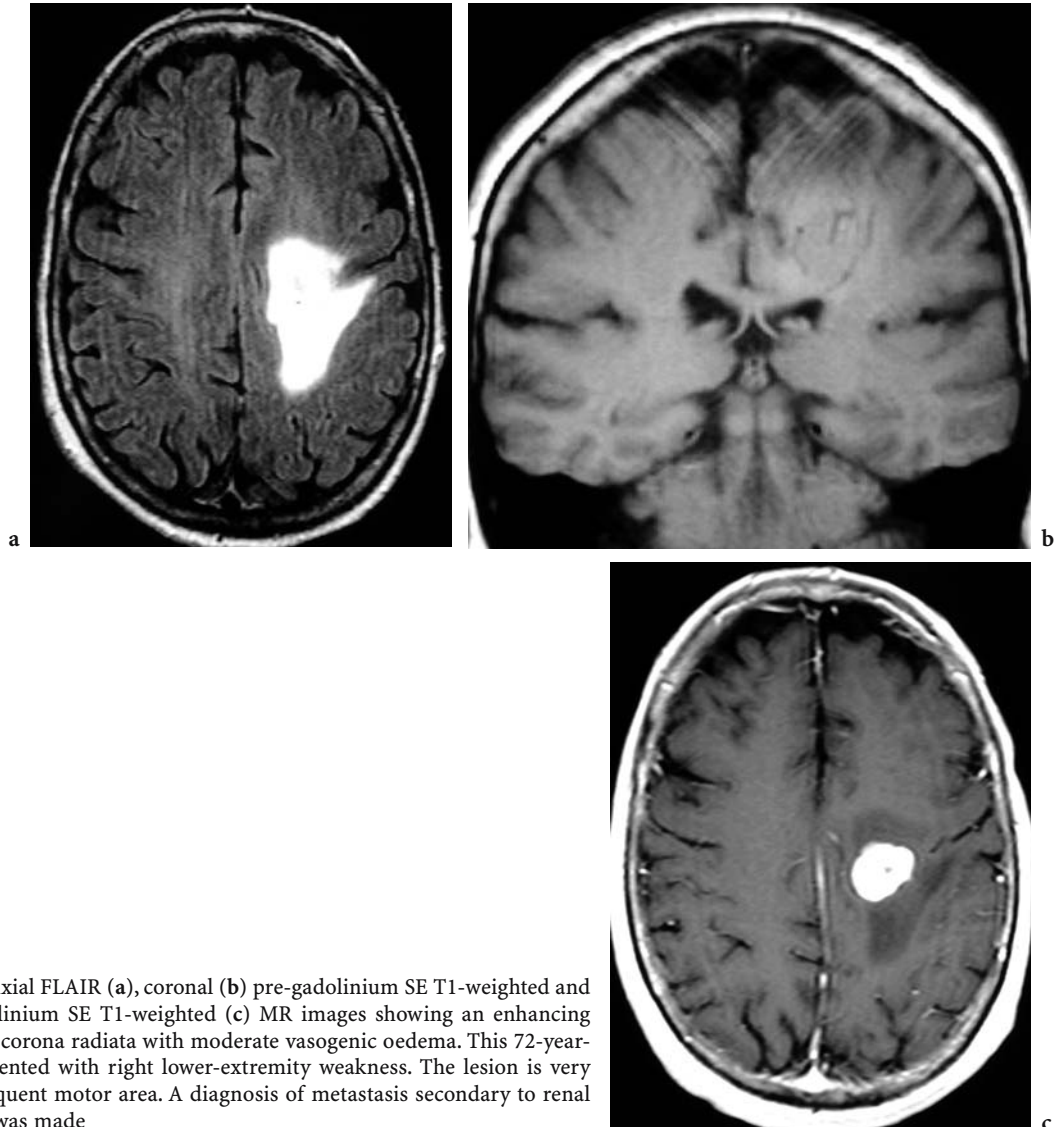 a
b
xial FLAIR (a), coronal (b) pre-gadolinium SE T1-weighted and
linium SE T1-weighted (c) MR images showing an enhancing
corona radiata with moderate vasogenic oedema. This 72-year-
ented with right lower-extremity weakness. The lesion is very
quent motor area. A diagnosis of metastasis secondary to renal
was made
c